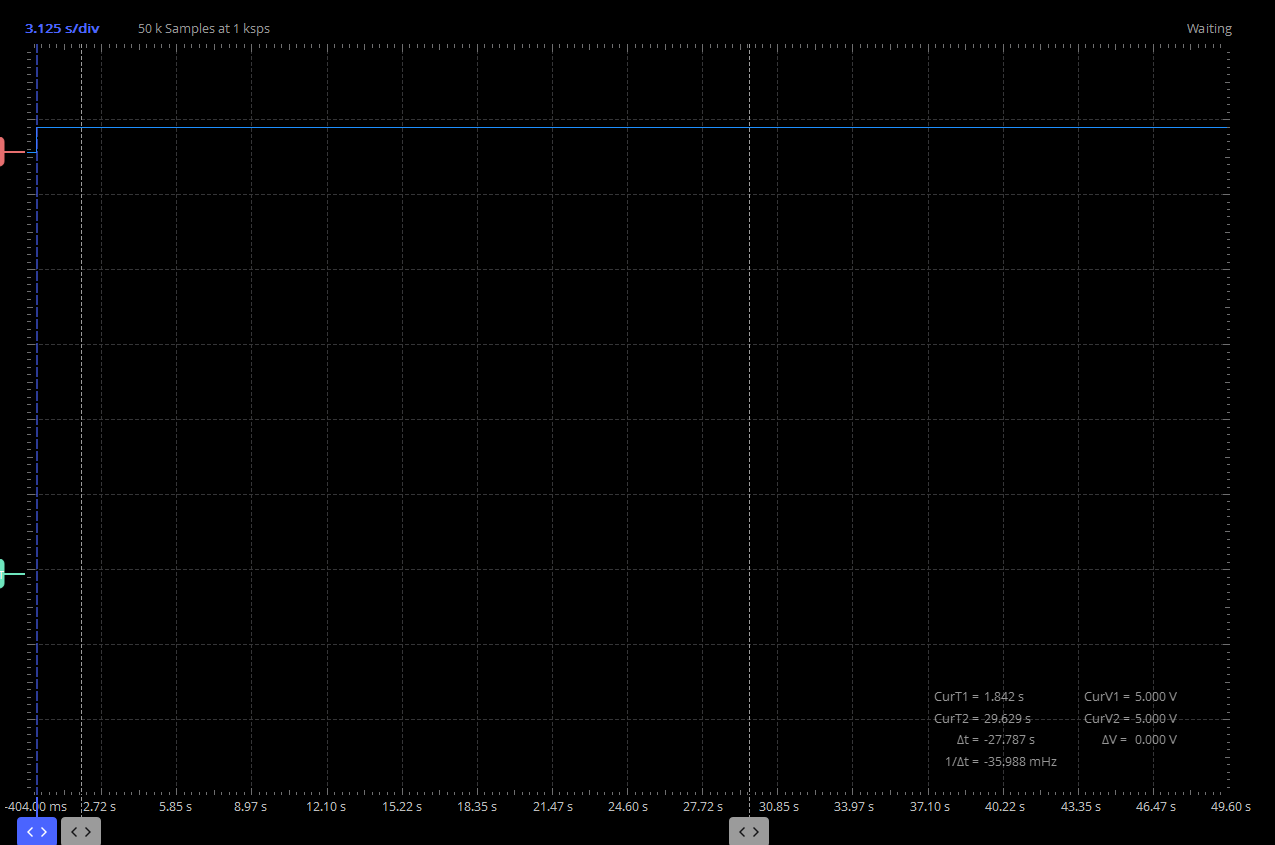 3.125 s/div 50 k Samples at 1 ksps Waiting
CurT1 = 1.842 s CurV1 = 5.000 V
CurT2 = 29.629 s CurV2 = 5.000 V
Δt = -27.787 s ΔV = 0.000 V
1/Δt = -35.988 mHz
-404.00 ms 2.72 s 5.85 s 8.97 s 12.10 s 15.22 s 18.35 s 21.47 s 24.60 s 27.72 s 30.85 s 33.97 s 37.10 s 40.22 s 43.35 s 46.47 s 49.60 s